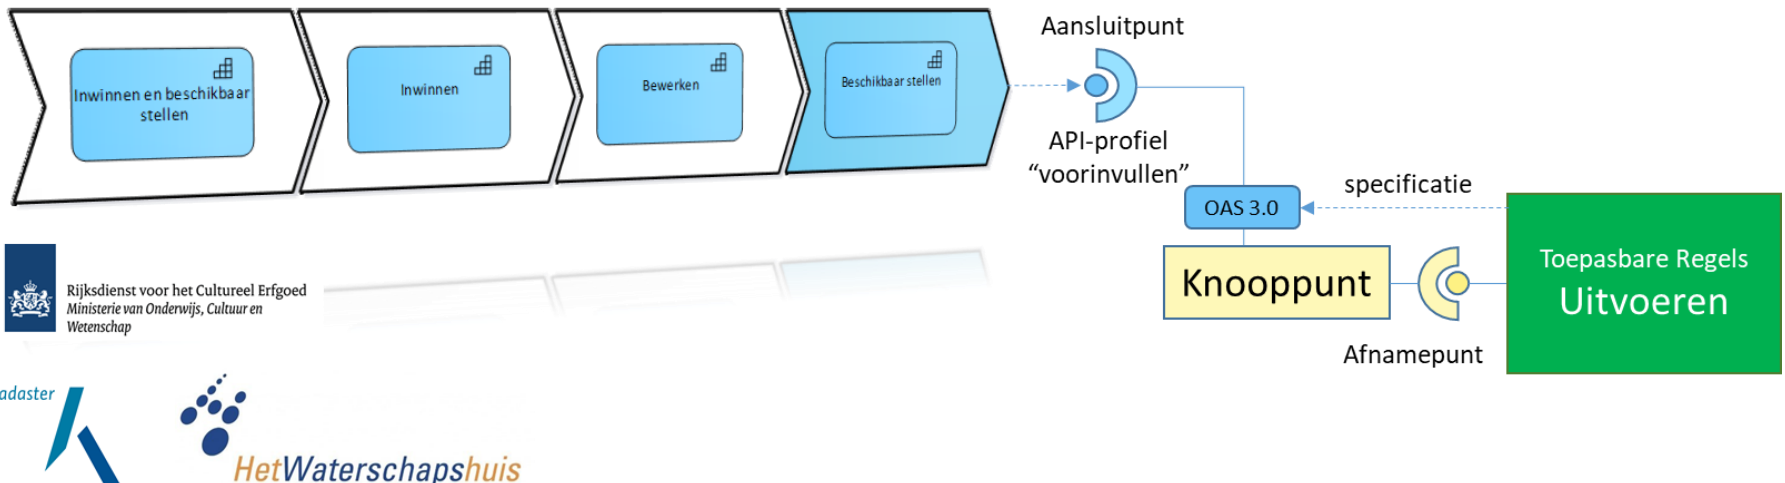 Inwinnen en beschikbaar
stellen
Inwinnen
Bewerken
Beschikbaar stellen
Aansluitpunt
API-profiel
“voorinvullen”
OAS 3.0
specificatie
Knooppunt
Toepasbare Regels
Uitvoeren
Afnamepunt
Rijksdienst voor het Cultureel Erfgoed
Ministerie van Onderwijs, Cultuur en
Wetenschap
adaster
HetWaterschapshuis